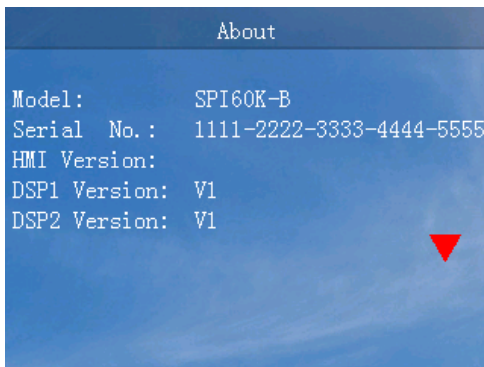 About
Model: SPI60K-B
Serial No.: 1111-2222-3333-4444-5555
HMI Version:
DSP1 Version: V1
DSP2 Version: V1